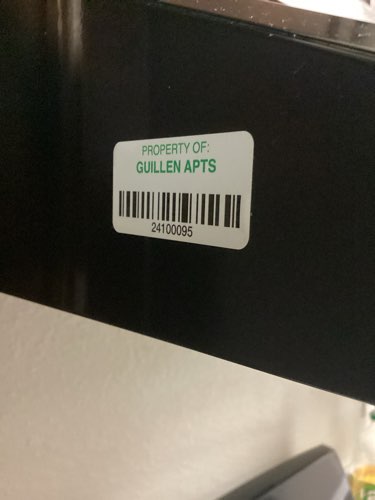 PROPERTY OF:
GUILLEN APTS
24100095